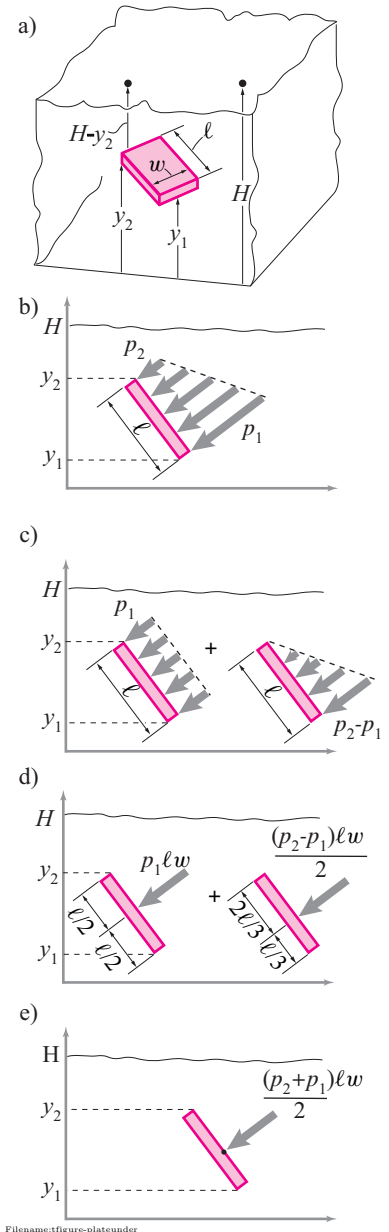 a)
H-y2
ℓ
w
H
y2
y1
b)
H
p2
y2
ℓ
p1
y1
c)
H
p1
y2
+
ℓ
ℓ
y1
p2-p1
d)
H
(p2-p1)ℓw
2
y2
p1ℓw
+
ℓ/2
2ℓ/3
y1
ℓ/2
ℓ/3
e)
H
(p2+p1)ℓw
2
y2
y1
Filename:tfigure-plateunder